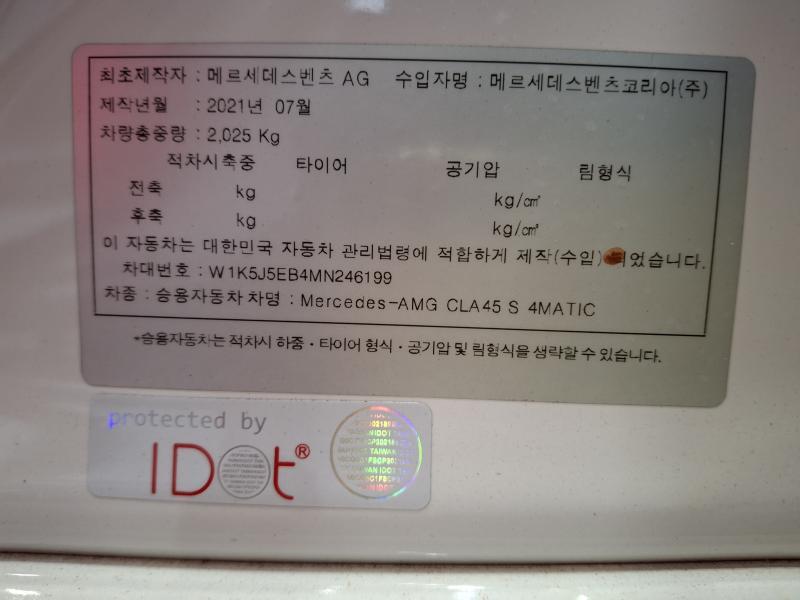 최초제작자 : 메르세데스벤츠 AG 수입자명 : 메르세데스벤츠코리아(주)
제작년월 : 2021년 07월
차량총중량 : 2,025 Kg
적차시축중 타이어 공기압 림형식
전축 kg kg/㎠
후축 kg kg/㎠
이 자동차는 대한민국 자동차 관리법령에 적합하게 제작(수입)되었습니다.
차대번호 : W1K5J5EB4MN246199
차종 : 승용자동차 차명 : Mercedes-AMG CLA45 S 4MATIC
*승용자동차는 적차시 하중·타이어 형식·공기압 및 림형식을 생략할 수 있습니다.
protected by
IDOt®